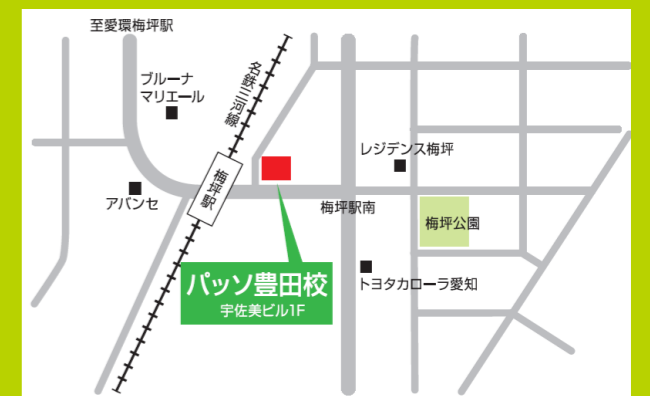 至愛環梅坪駅
ブルーナ
マリエール
名鉄三河線
レジデンス梅坪
梅坪駅
アバンセ
梅坪駅南
梅坪公園
パッソ豊田校
宇佐美ビル1F
トヨタカローラ愛知